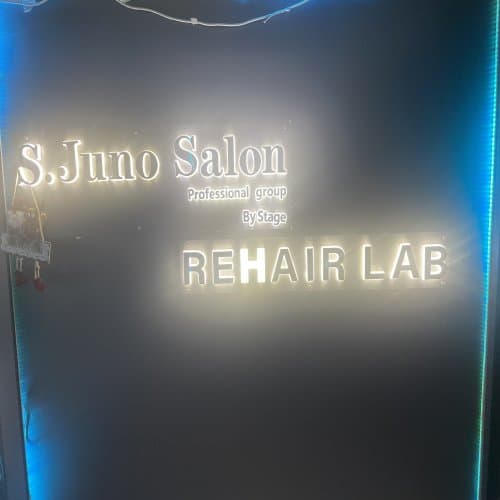 S.Juno Salon
Professional group
By Stage
REHAIR LAB